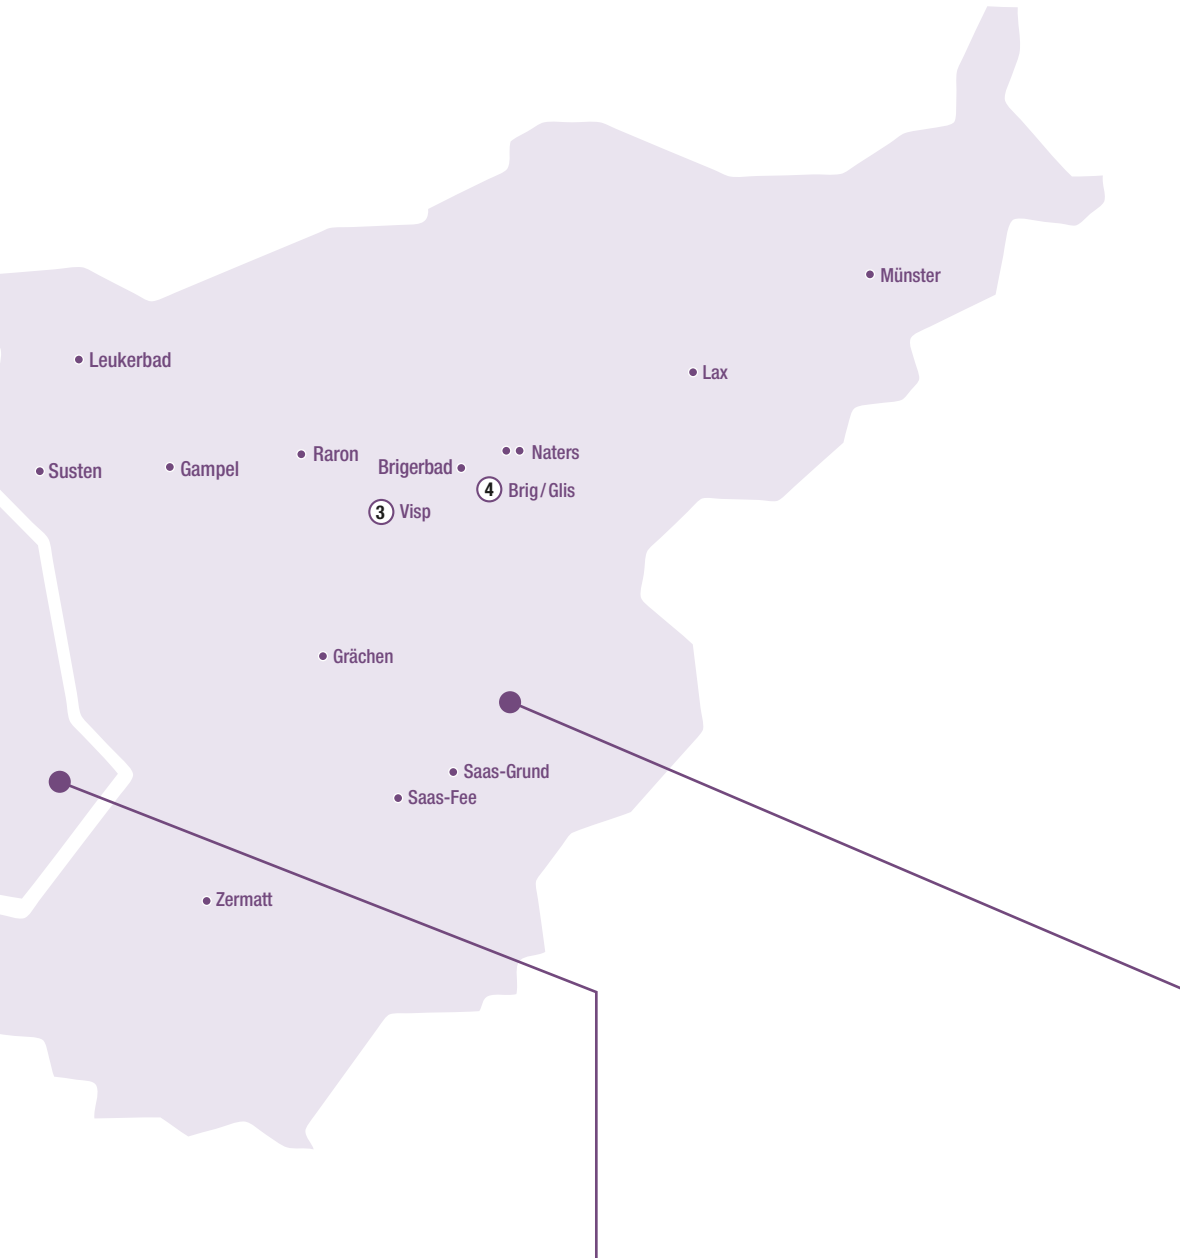 Münster
Leukerbad
Lax
Raron
Naters
Susten
Gampel
Brigerbad
4 Brig/Glis
3 Visp
Grächen
Saas-Grund
Saas-Fee
Zermatt